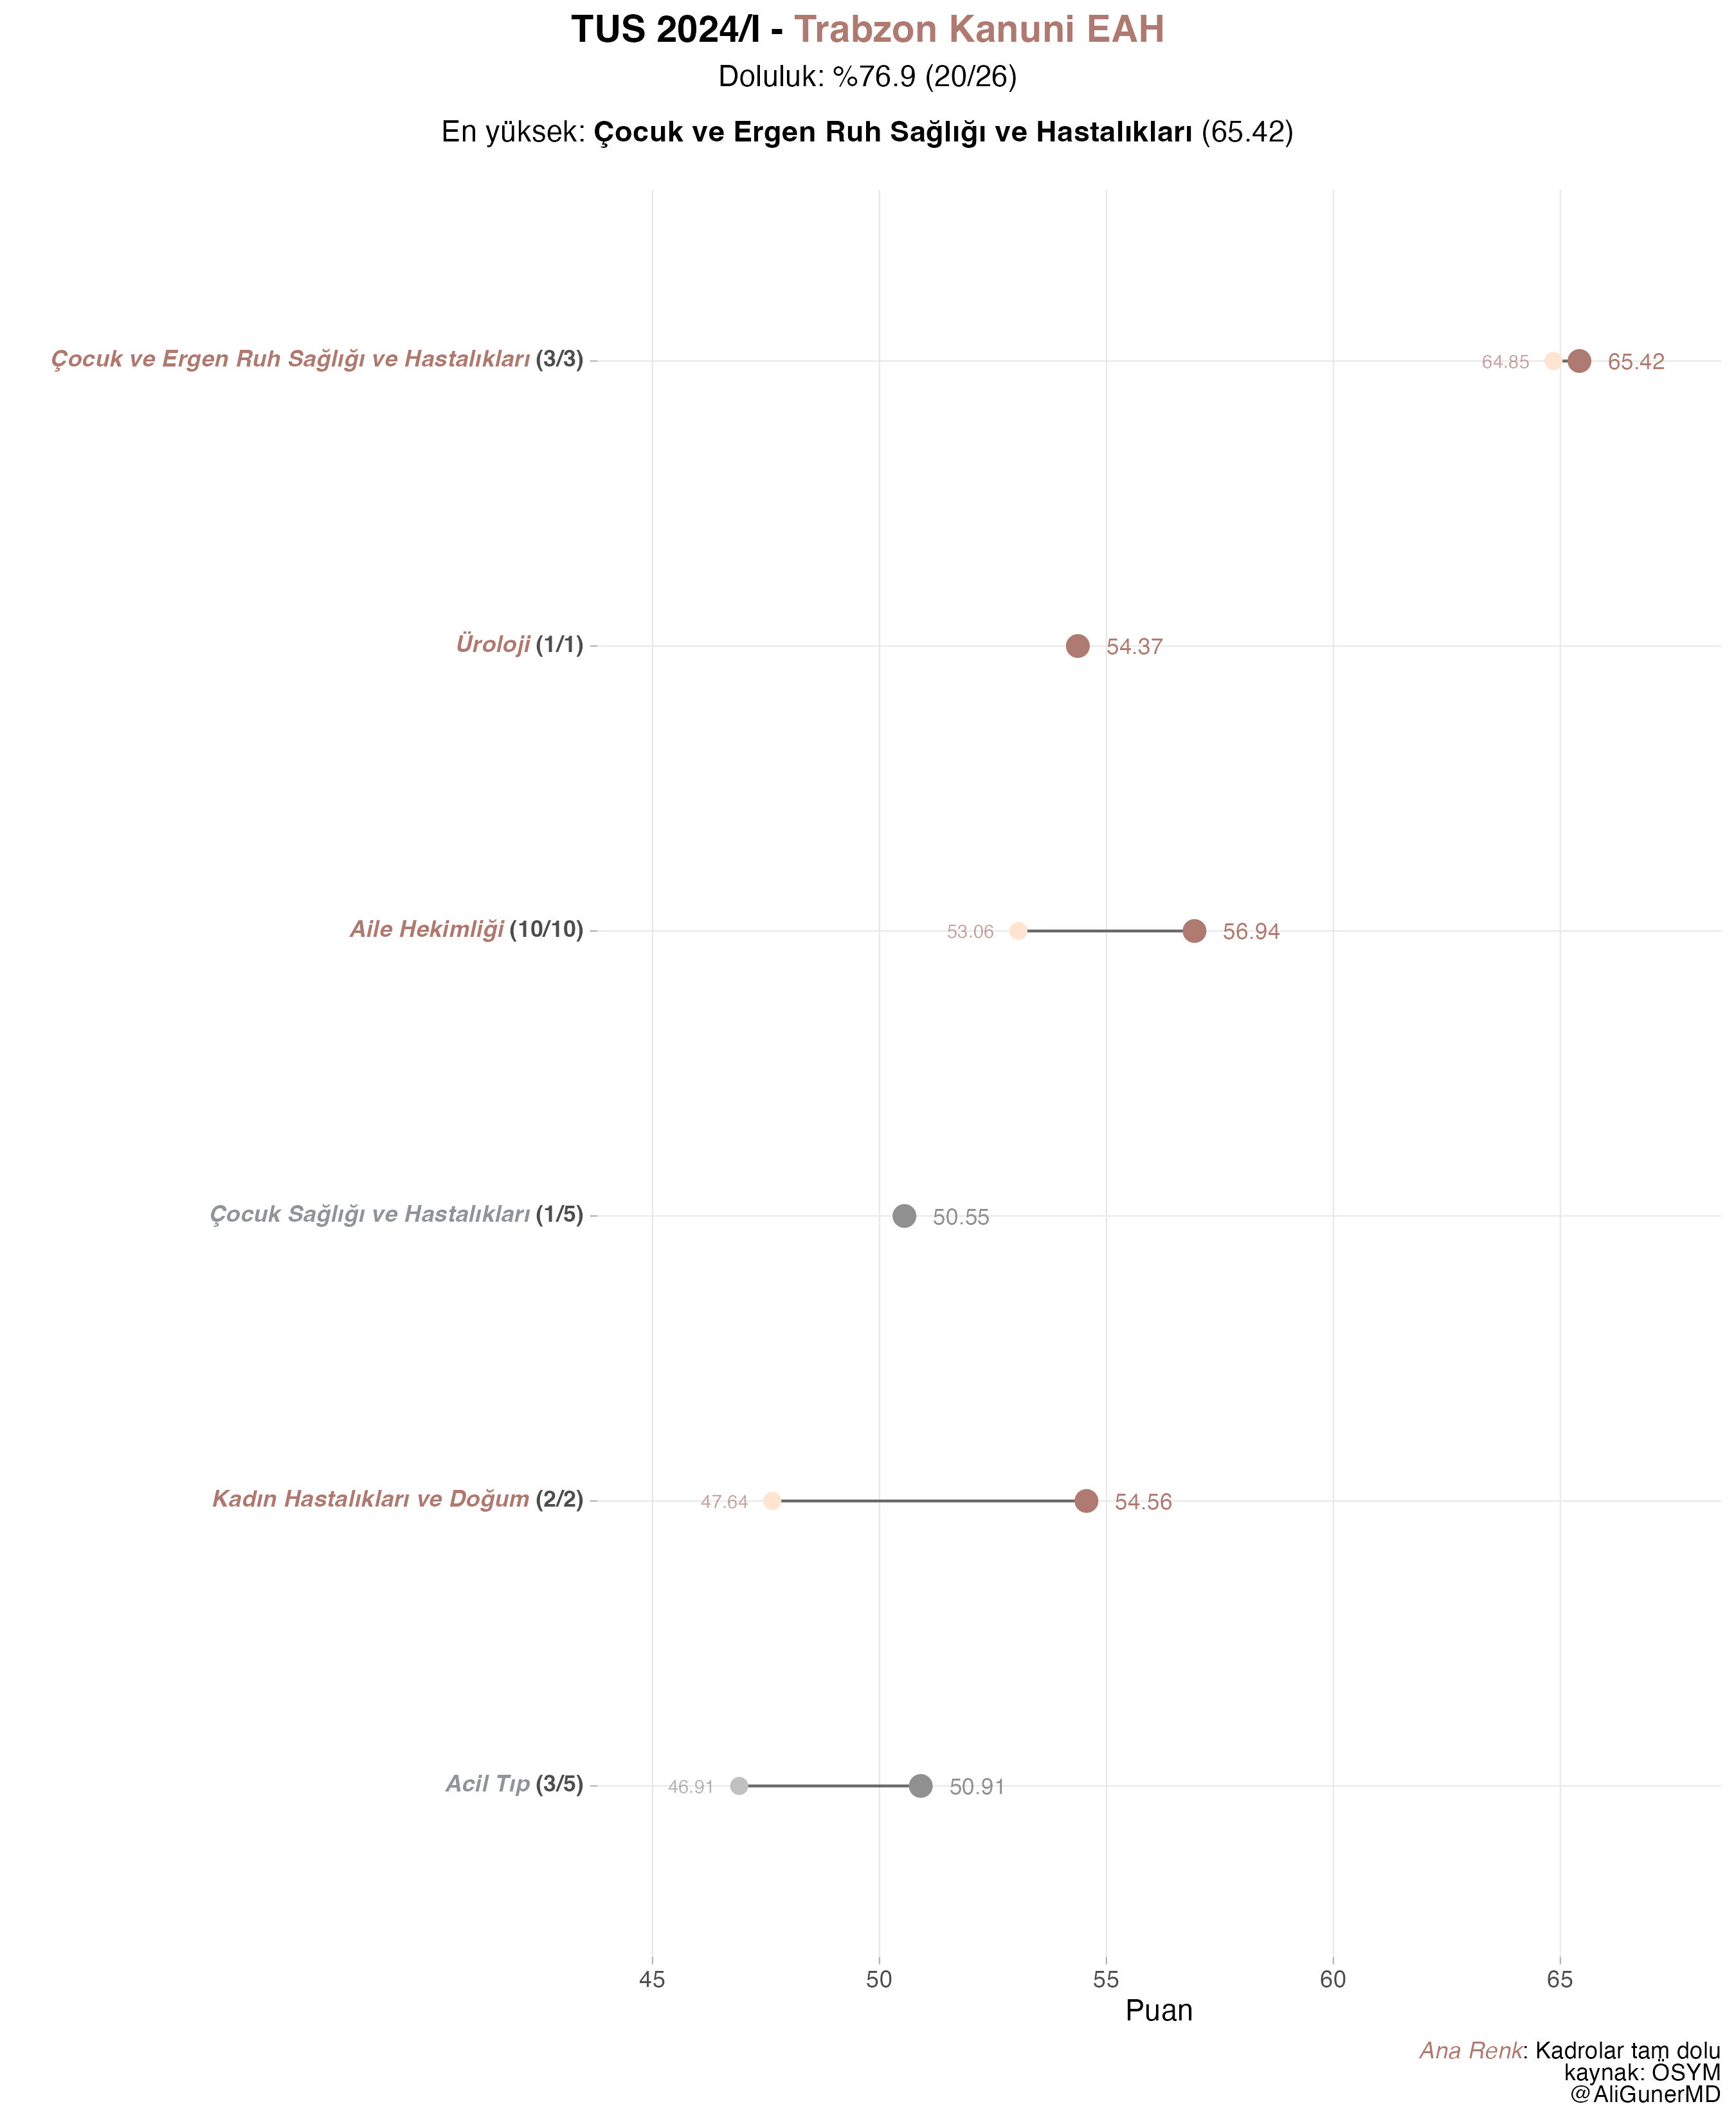 TUS 2024/I - Trabzon Kanuni EAH
Doluluk: %76.9 (20/26)
En yüksek: Çocuk ve Ergen Ruh Sağlığı ve Hastalıkları (65.42)
Çocuk ve Ergen Ruh Sağlığı ve Hastalıkları (3/3) 64.85 65.42
Üroloji (1/1) 54.37
Aile Hekimliği (10/10) 53.06 56.94
Çocuk Sağlığı ve Hastalıkları (1/5) 50.55
Kadın Hastalıkları ve Doğum (2/2) 47.64 54.56
Acil Tıp (3/5) 46.91 50.91
45 50 55 60 65
Puan
Ana Renk: Kadrolar tam dolu
kaynak: ÖSYM
@AliGunerMD